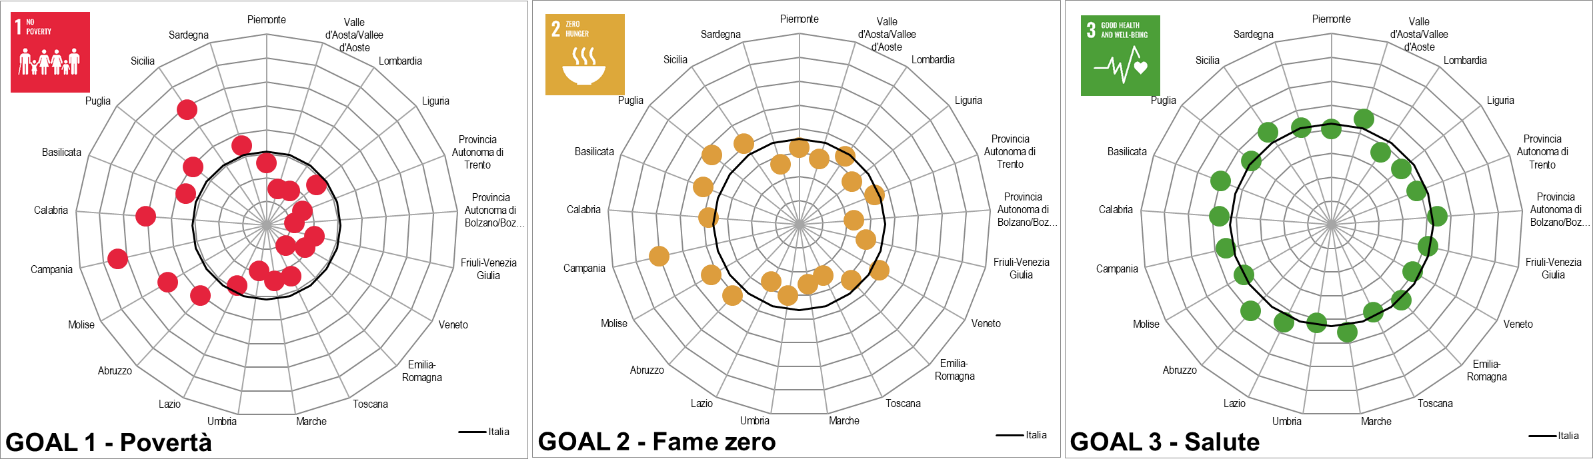 1 NO
POVERTY
Piemonte
Valle
d'Aosta/Vallee
d'Aoste
Lombardia
Liguria
Provincia
Autonoma di
Trento
Provincia
Autonoma di
Bolzano/Boz...
Friuli-Venezia
Giulia
Veneto
Emilia-
Romagna
Toscana
Marche
Umbria
Lazio
Abruzzo
Molise
Campania
Calabria
Basilicata
Puglia
Sicilia
Sardegna
Italia
GOAL 1 - Povertà
2 ZERO
HUNGER
Piemonte
Valle
d'Aosta/Vallee
d'Aoste
Lombardia
Liguria
Provincia
Autonoma di
Trento
Provincia
Autonoma di
Bolzano/Boz...
Friuli-Venezia
Giulia
Veneto
Emilia-
Romagna
Toscana
Marche
Umbria
Lazio
Abruzzo
Molise
Campania
Calabria
Basilicata
Puglia
Sicilia
Sardegna
Italia
GOAL 2 - Fame zero
3 GOOD HEALTH
AND WELL-BEING
Piemonte
Valle
d'Aosta/Vallee
d'Aoste
Lombardia
Liguria
Provincia
Autonoma di
Trento
Provincia
Autonoma di
Bolzano/Boz...
Friuli-Venezia
Giulia
Veneto
Emilia-
Romagna
Toscana
Marche
Umbria
Lazio
Abruzzo
Molise
Campania
Calabria
Basilicata
Puglia
Sicilia
Sardegna
Italia
GOAL 3 - Salute